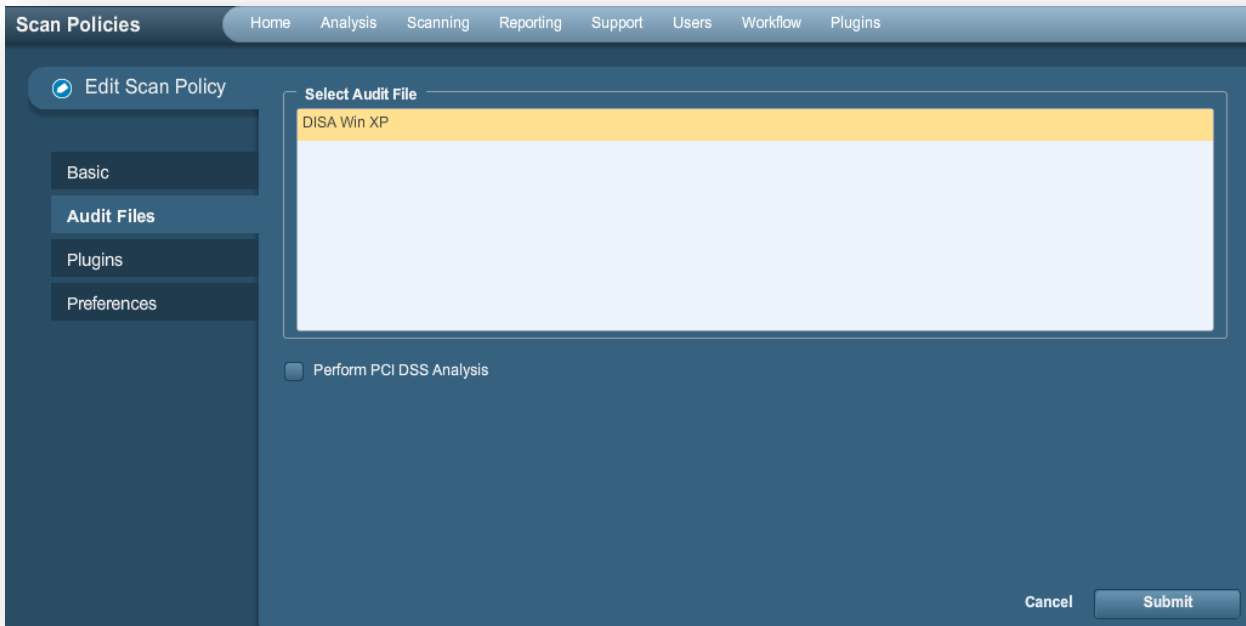 Scan Policies
Home Analysis Scanning Reporting Support Users Workflow Plugins
Edit Scan Policy
Basic
Audit Files
Plugins
Preferences
Select Audit File
DISA Win XP
Perform PCI DSS Analysis
Cancel Submit